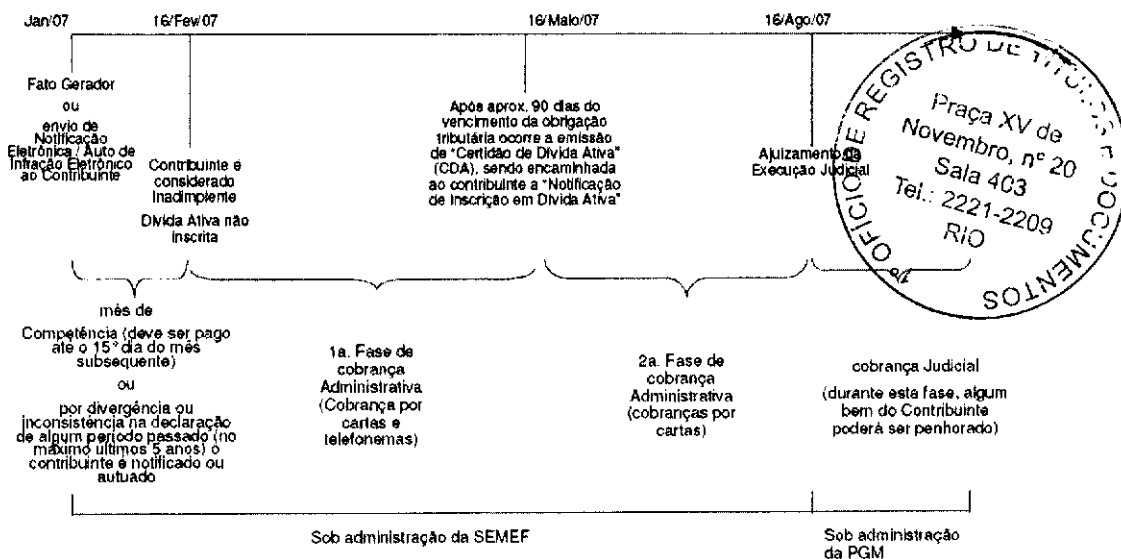 Jan/07
16/Fev/07
16/Maio/07
16/Ago/07
Fato Gerador
ou
envio de
Notificação
Eletrônica / Auto de
Infração Eletrônico
ao Contribuinte
Contribuinte é
considerado
Inadimplente
Dívida Ativa não
Inscrita
Após aprox. 90 dias do
vencimento da obrigação
tributária ocorre a emissão
de "Certidão de Dívida Ativa"
(CDA), sendo encaminhada
ao contribuinte a "Notificação
de Inscrição em Dívida Ativa"
Ajuizamento da
Execução Judicial
1º OFÍCIO DE REGISTRO DE TÍTULOS E DOCUMENTOS
Praça XV de
Novembro, nº 20
Sala 403
Tel.: 2221-2209
RIO
mês de
Competência (deve ser pago
até o 15º dia do mês
subsequente)
ou
por divergência ou
inconsistência na declaração
de algum período passado (no
máximo últimos 5 anos) o
contribuinte é notificado ou
autuado
1a. Fase de
cobrança
Administrativa
(Cobrança por
cartas e
telefonemas)
2a. Fase de
cobrança
Administrativa
(cobranças por
cartas)
cobrança Judicial
(durante esta fase, algum
bem do Contribuinte
poderá ser penhorado)
Sob administração da SEMEF
Sob administração
da PGM